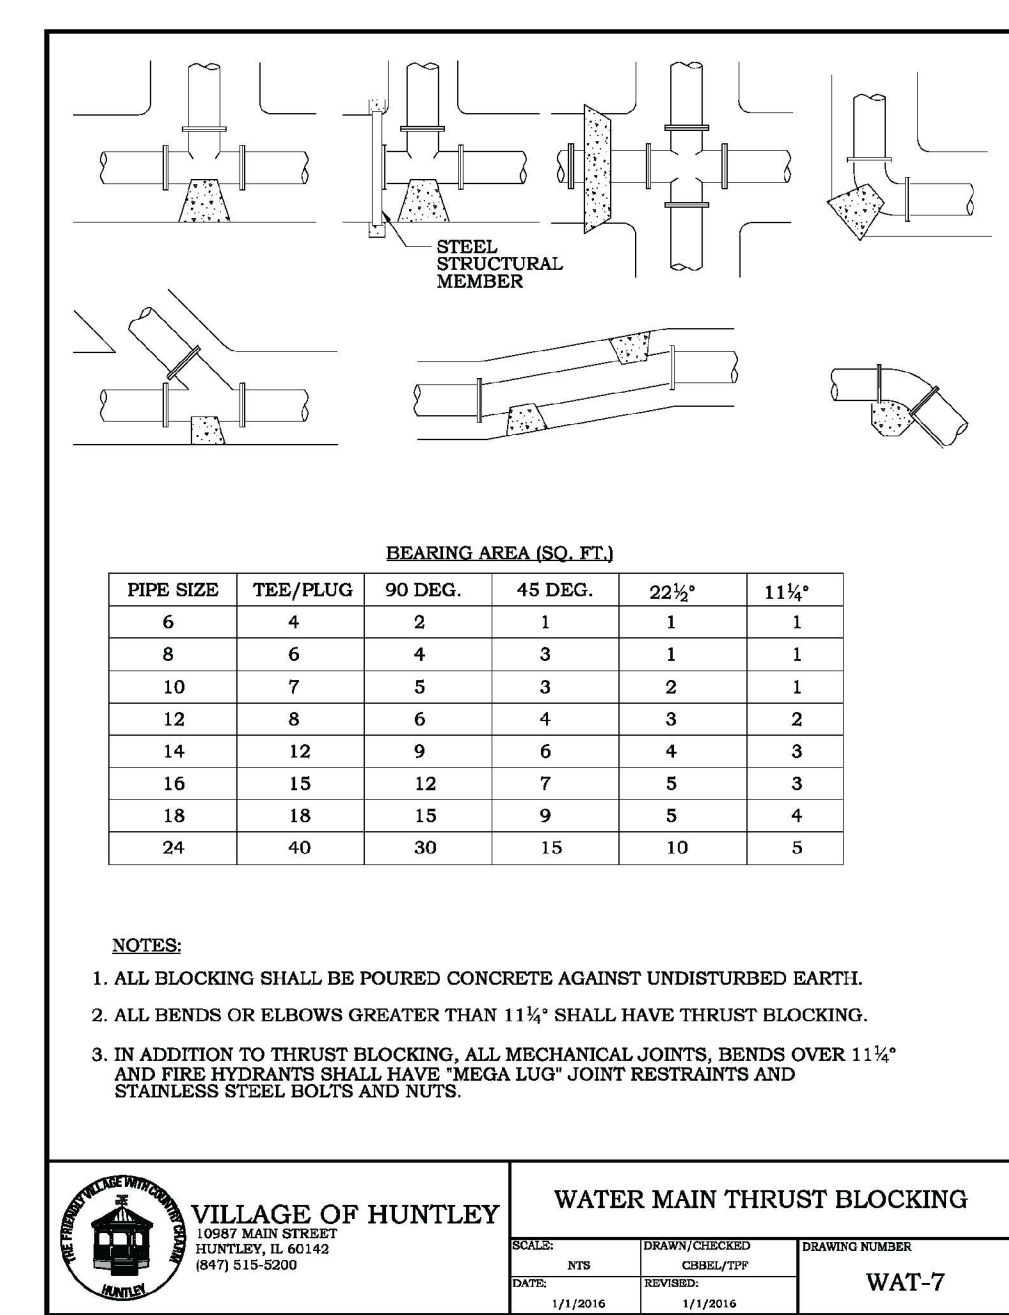 STEEL
STRUCTURAL
MEMBER
BEARING AREA (SQ. FT.)
PIPE SIZE TEE/PLUG 90 DEG. 45 DEG. 22½° 11¼°
6 4 2 1 1 1
8 6 4 3 1 1
10 7 5 3 2 1
12 8 6 4 3 2
14 12 9 6 4 3
16 15 12 7 5 3
18 18 15 9 5 4
24 40 30 15 10 5
NOTES:
1. ALL BLOCKING SHALL BE POURED CONCRETE AGAINST UNDISTURBED EARTH.
2. ALL BENDS OR ELBOWS GREATER THAN 11¼° SHALL HAVE THRUST BLOCKING.
3. IN ADDITION TO THRUST BLOCKING, ALL MECHANICAL JOINTS, BENDS OVER 11¼°
AND FIRE HYDRANTS SHALL HAVE "MEGA LUG" JOINT RESTRAINTS AND
STAINLESS STEEL BOLTS AND NUTS.
THE FRIENDLY VILLAGE WITH COUNTRY CHARM
HUNTLEY
VILLAGE OF HUNTLEY
10987 MAIN STREET
HUNTLEY, IL 60142
(847) 515-5200
WATER MAIN THRUST BLOCKING
SCALE:
NTS
DRAWN/CHECKED
CBBEL/TPF
DATE:
1/1/2016
REVISED:
1/1/2016
DRAWING NUMBER
WAT-7